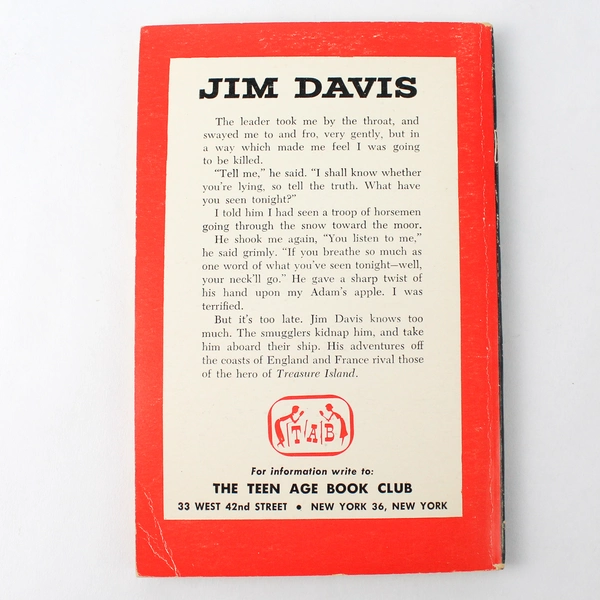 JIM DAVIS
The leader took me by the throat, and
swayed me to and fro, very gently, but in
a way which made me feel I was going
to be killed.
"Tell me," he said. "I shall know whether
you're lying, so tell the truth. What have
you seen tonight?"
I told him I had seen a troop of horsemen
going through the snow toward the moor.
He shook me again, "You listen to me,"
he said grimly. "If you breathe so much as
one word of what you've seen tonight—well,
your neck'll go." He gave a sharp twist of
his hand upon my Adam's apple. I was
terrified.
But it's too late. Jim Davis knows too
much. The smugglers kidnap him, and take
him aboard their ship. His adventures off
the coasts of England and France rival those
of the hero of Treasure Island.
TAB
For information write to:
THE TEEN AGE BOOK CLUB
33 WEST 42nd STREET • NEW YORK 36, NEW YORK